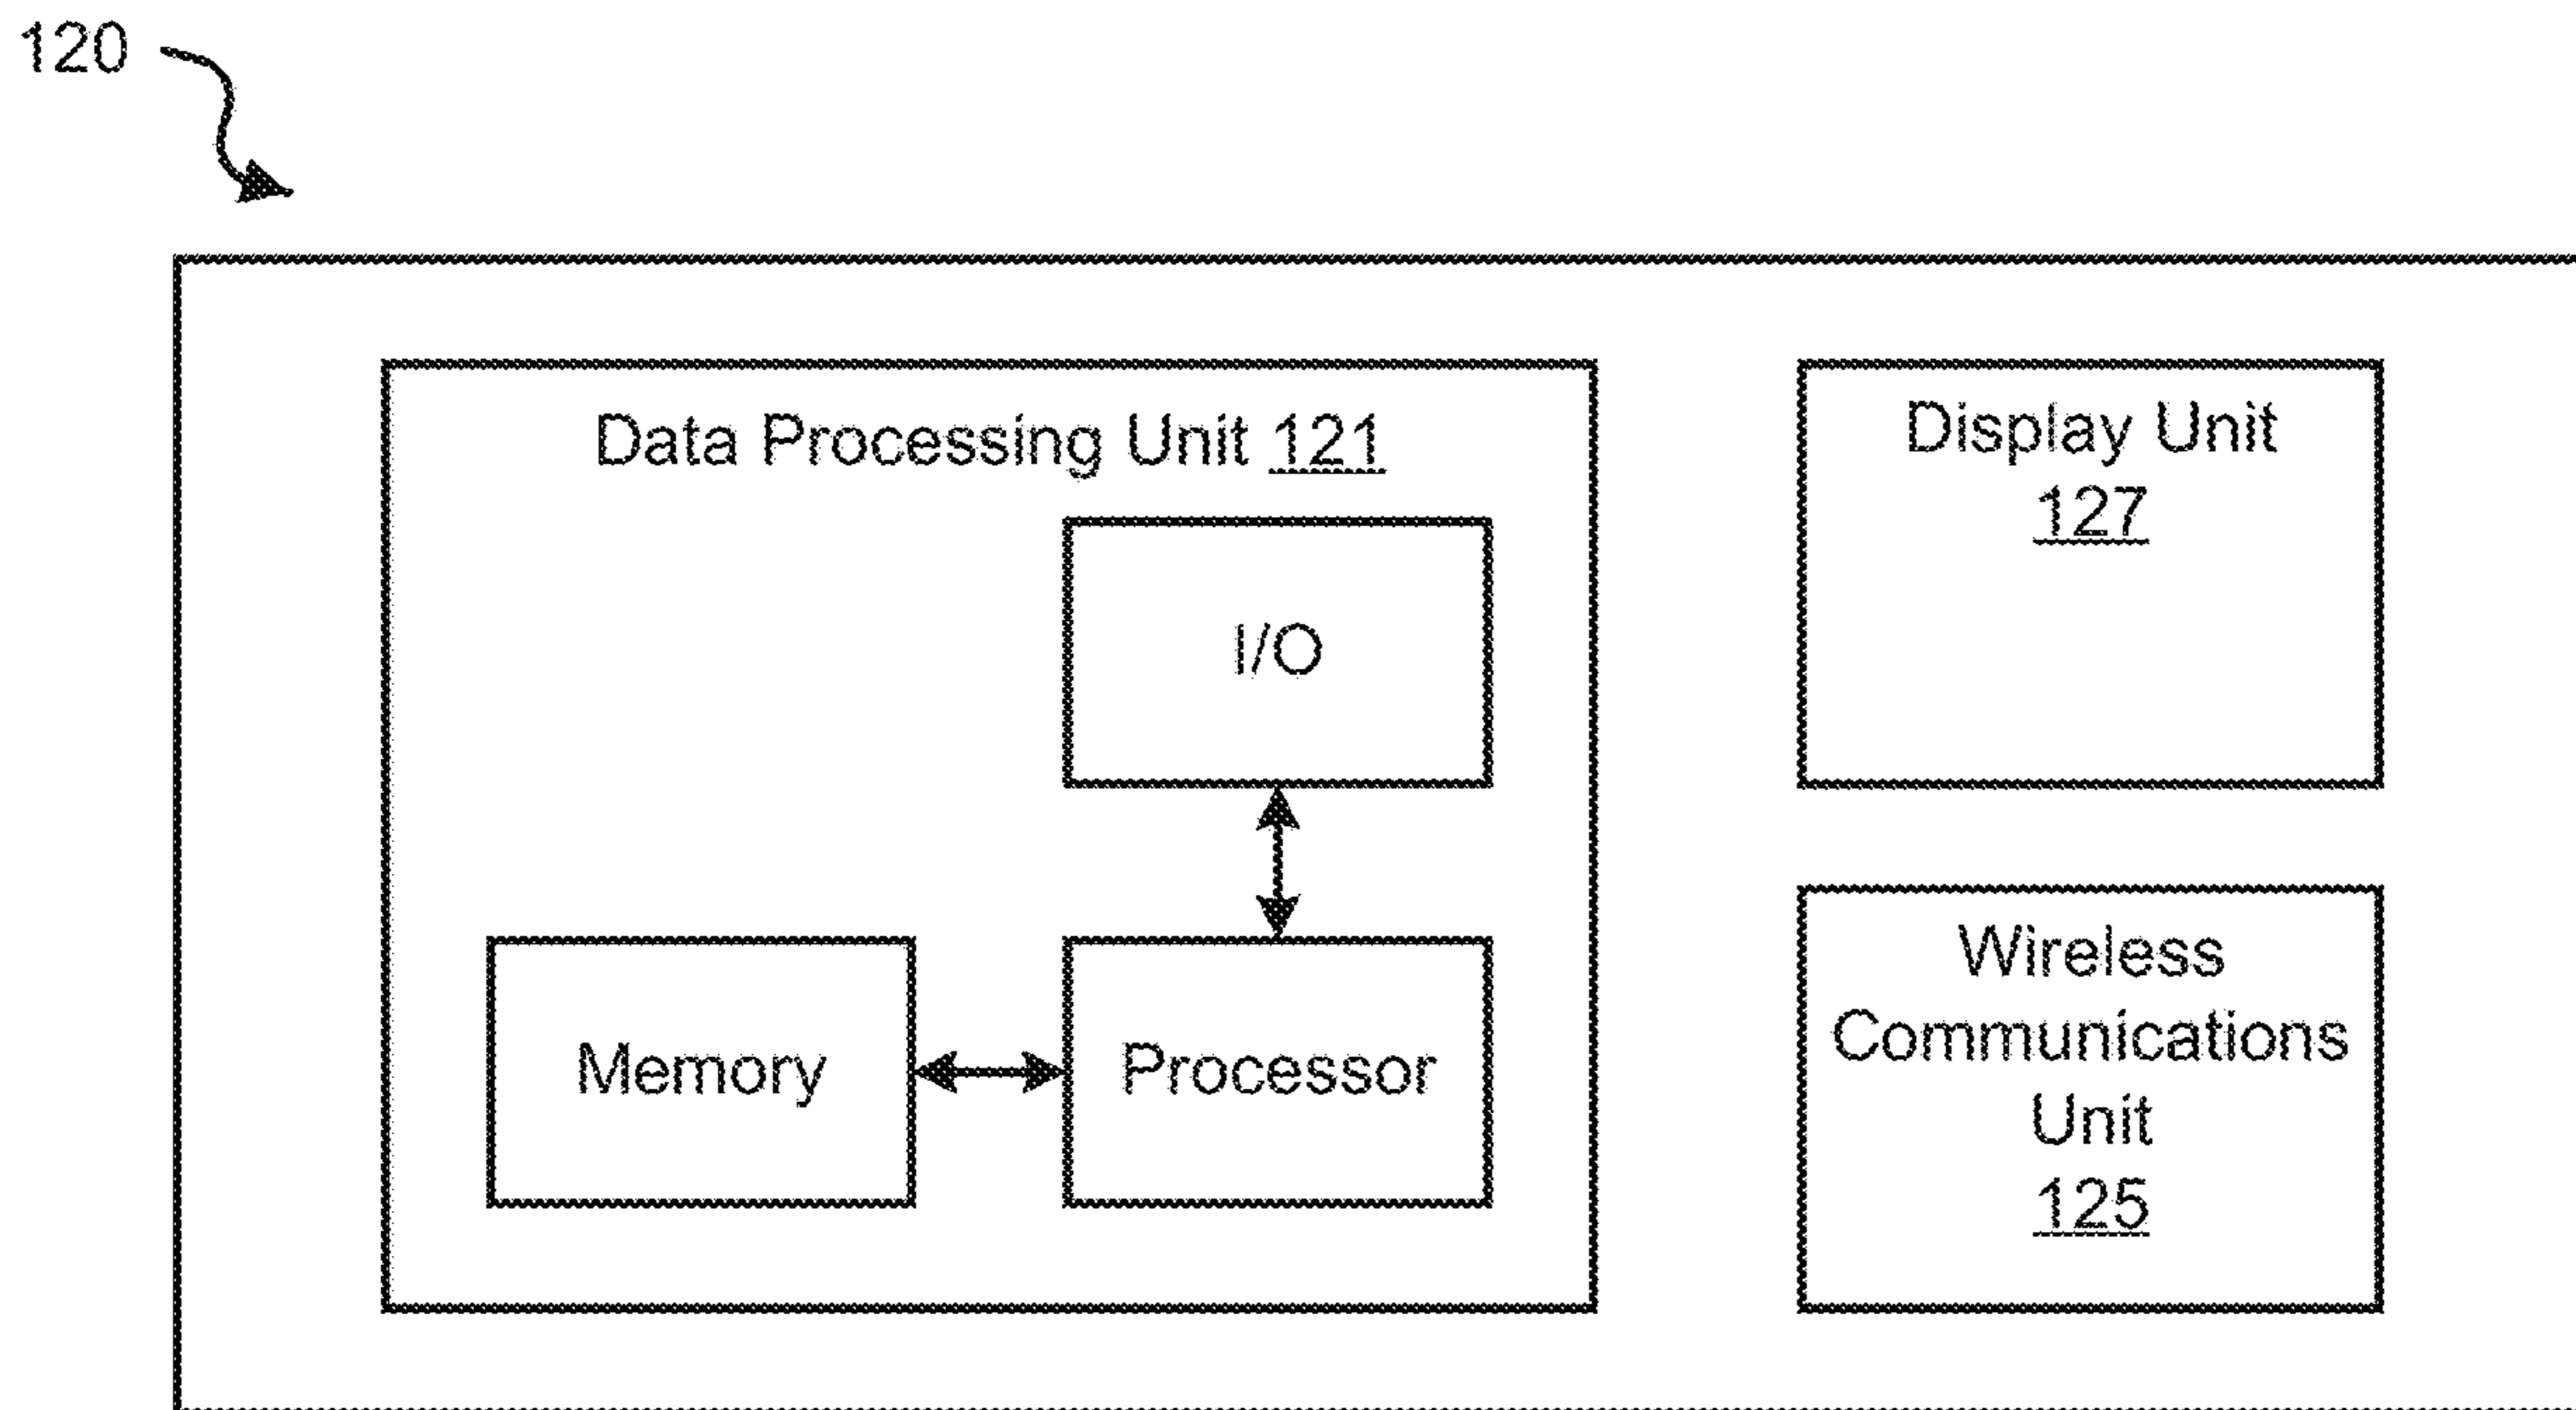 120
Data Processing Unit 121
I/O
Memory
Processor
Display Unit
127
Wireless
Communications
Unit
125